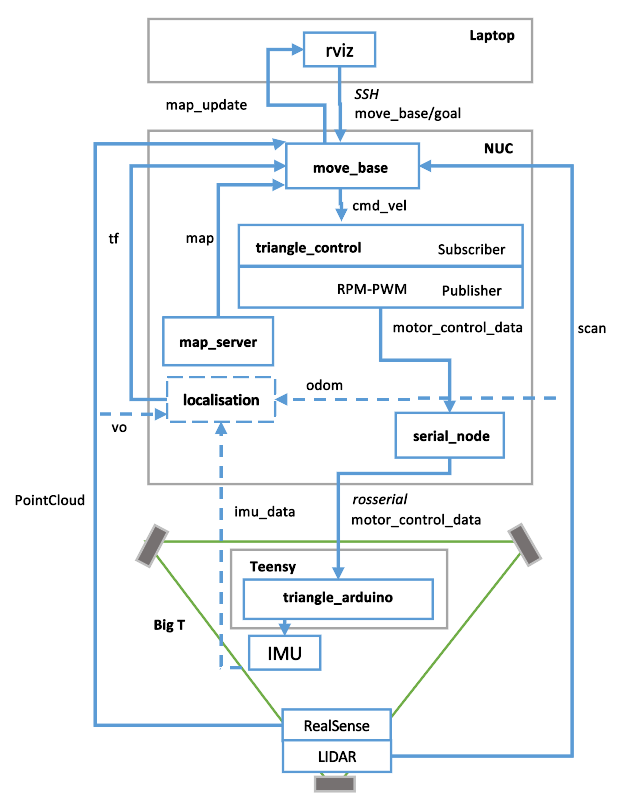 Laptop
rviz
map_update
SSH
move_base/goal
NUC
move_base
cmd_vel
tf
map
triangle_control Subscriber
RPM-PWM Publisher
motor_control_data
scan
map_server
localisation
odom
vo
serial_node
PointCloud
imu_data
rosserial
motor_control_data
Teensy
triangle_arduino
Big T
IMU
RealSense
LIDAR